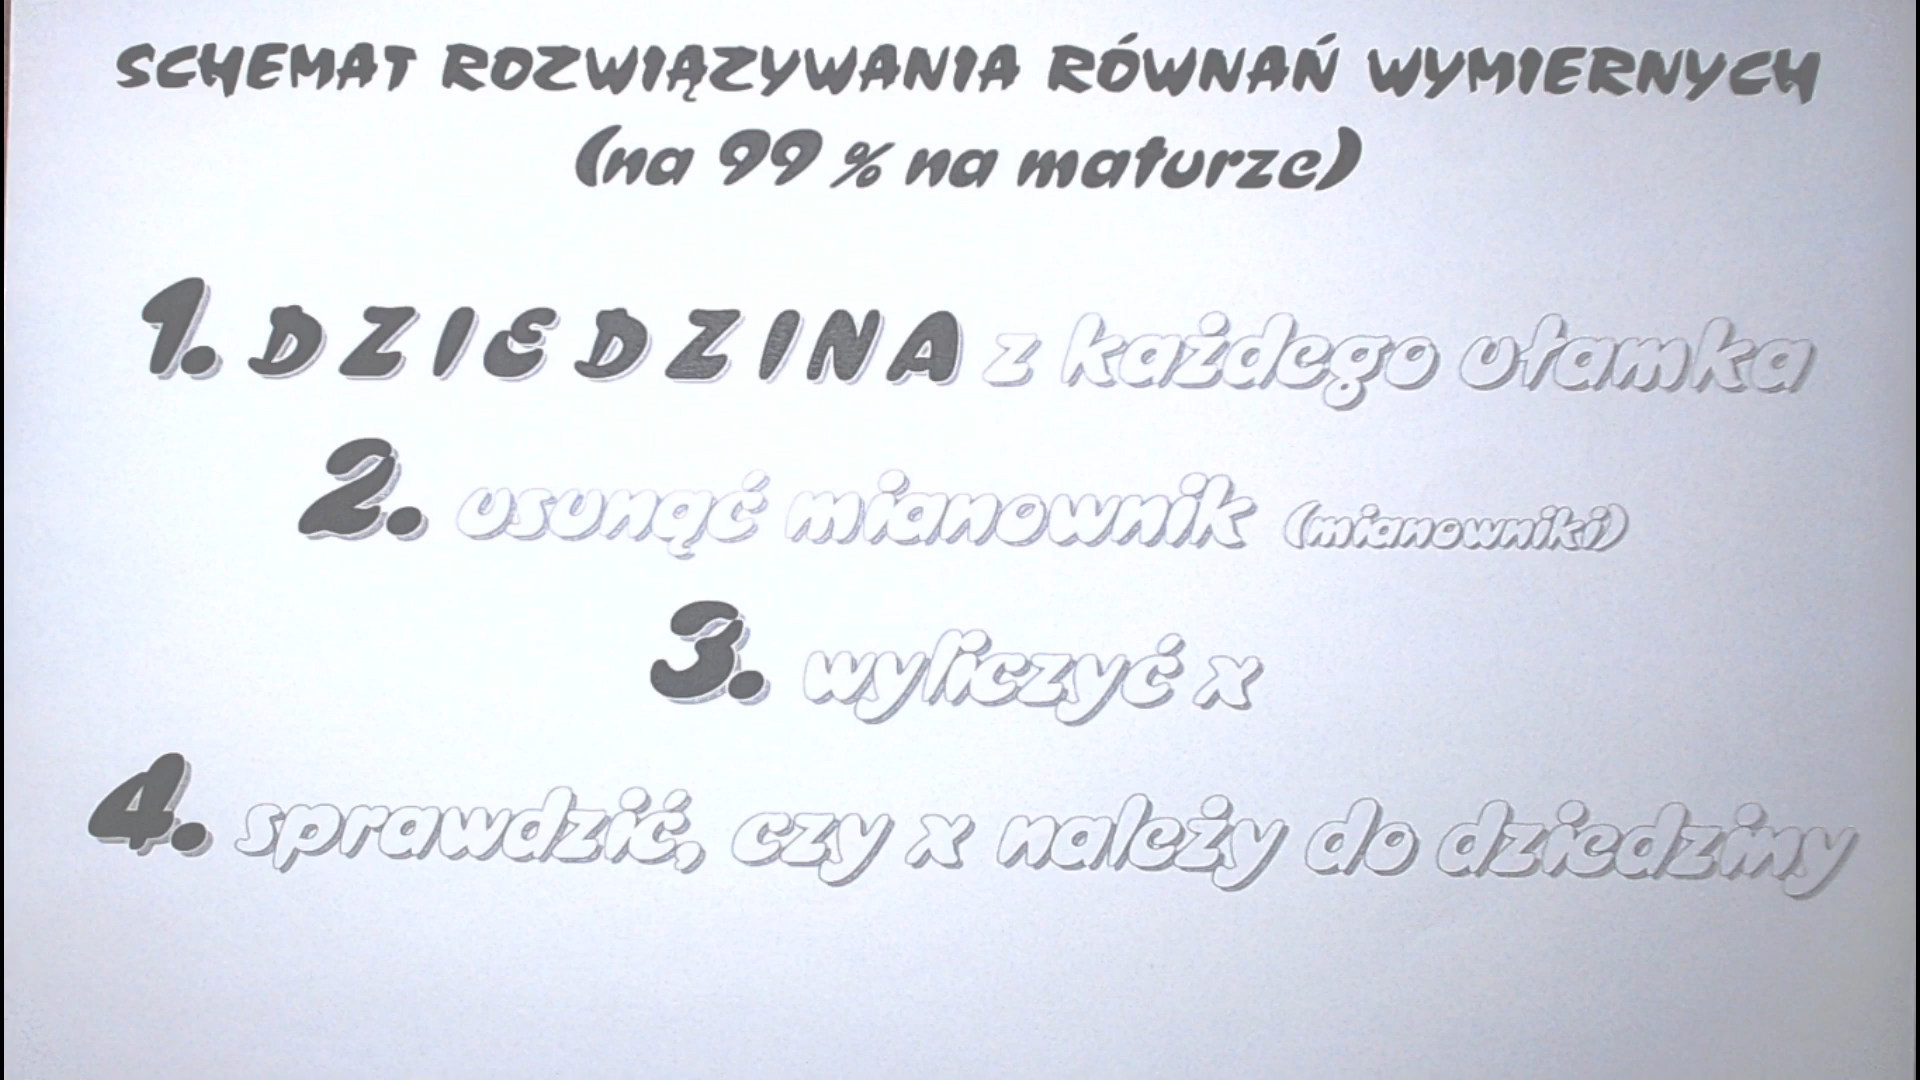 SCHEMAT ROZWIĄZYWANIA RÓWNAŃ WYMIERNYCH
(na 99 % na maturze)
1. DZIEDZINA z każdego ułamka
2. usunąć mianownik (mianowniki)
3. wyliczyć x
4. sprawdzić, czy x należy do dziedziny